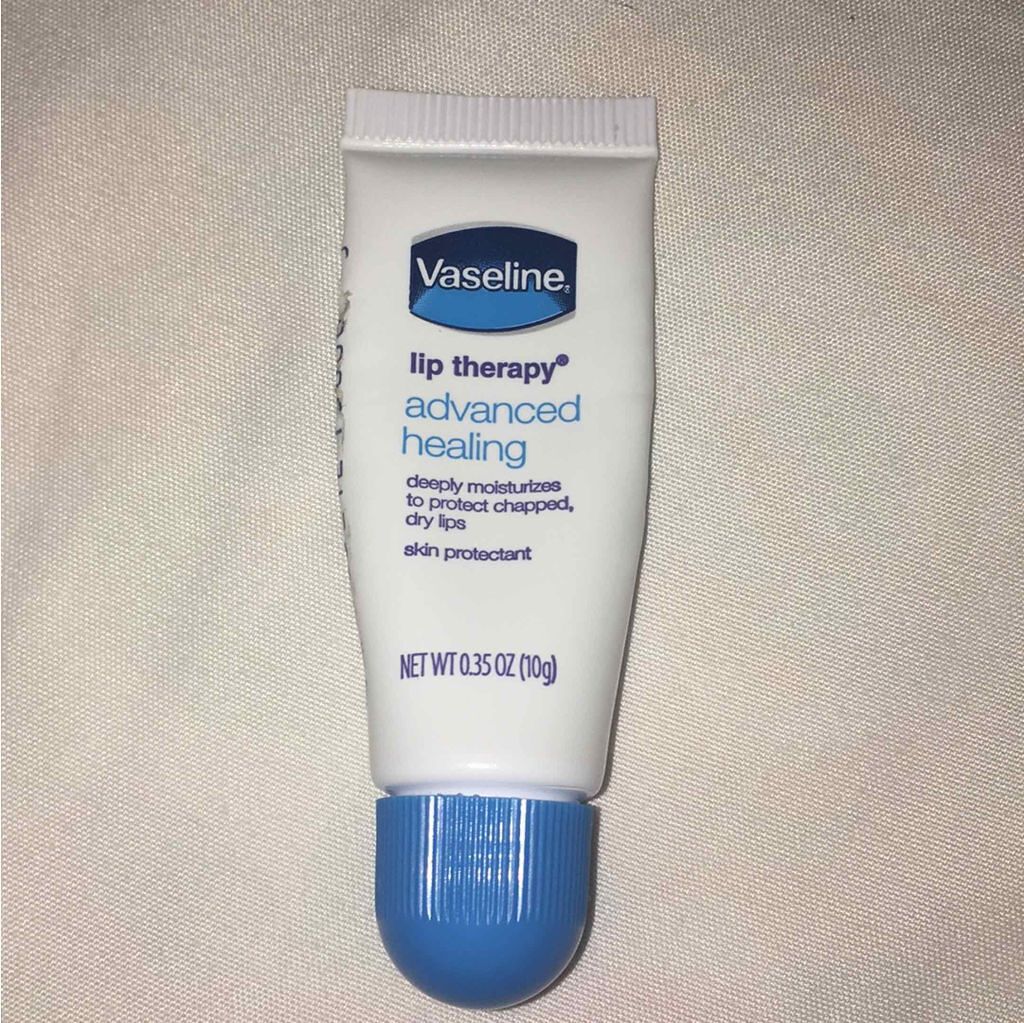 Vaseline®
lip therapy®
advanced
healing
deeply moisturizes
to protect chapped,
dry lips
skin protectant
NET WT 0.35 OZ (10g)